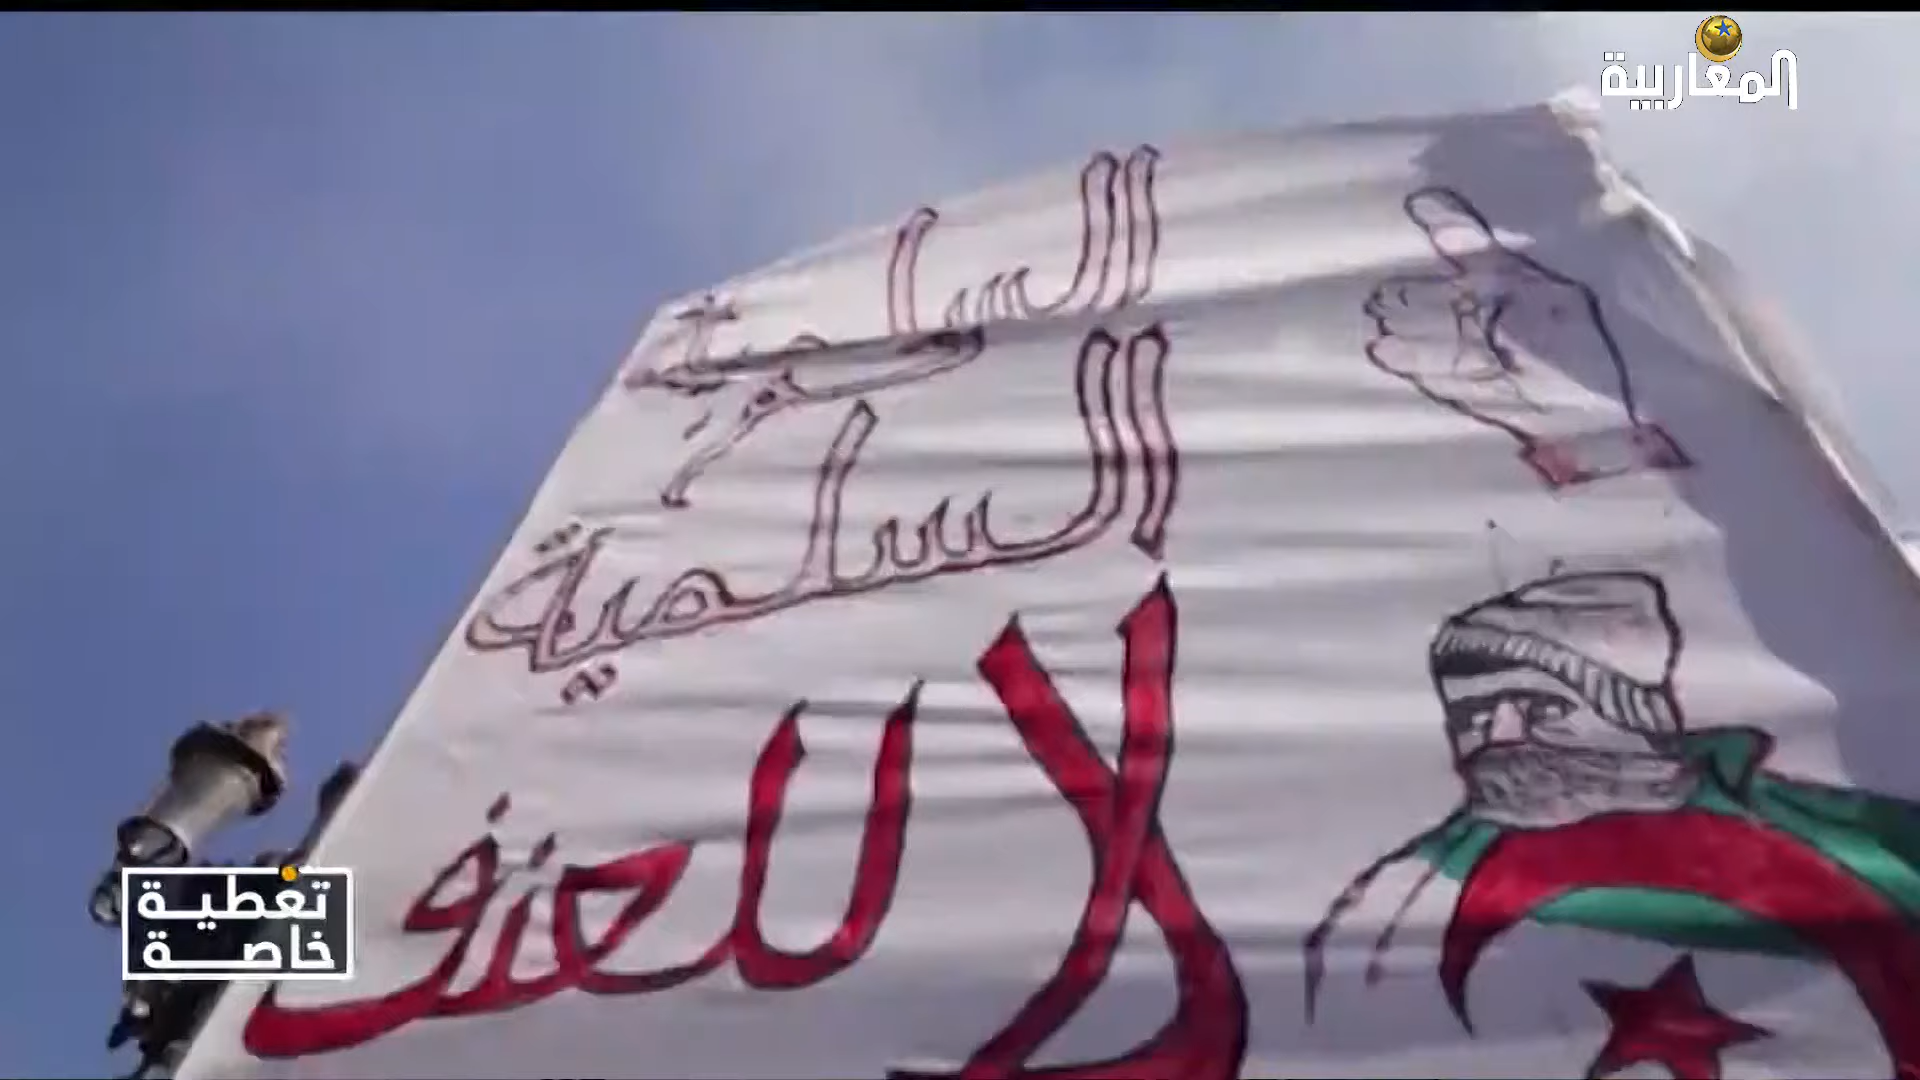 المغاربية
السلمية
السلمية
لا للعنف
تغطية
خاصة